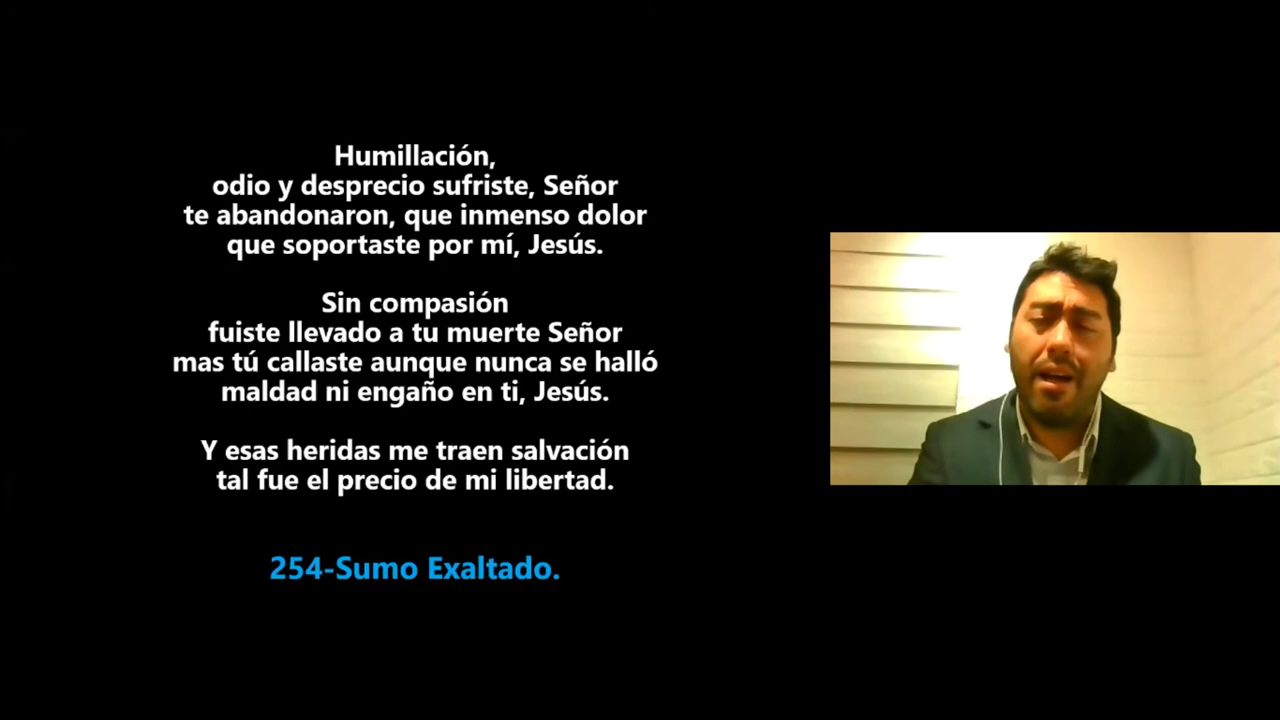 Humillación,
odio y desprecio sufriste, Señor
te abandonaron, que inmenso dolor
que soportaste por mí, Jesús.
Sin compasión
fuiste llevado a tu muerte Señor
mas tú callaste aunque nunca se halló
maldad ni engaño en ti, Jesús.
Y esas heridas me traen salvación
tal fue el precio de mi libertad.
254-Sumo Exaltado.